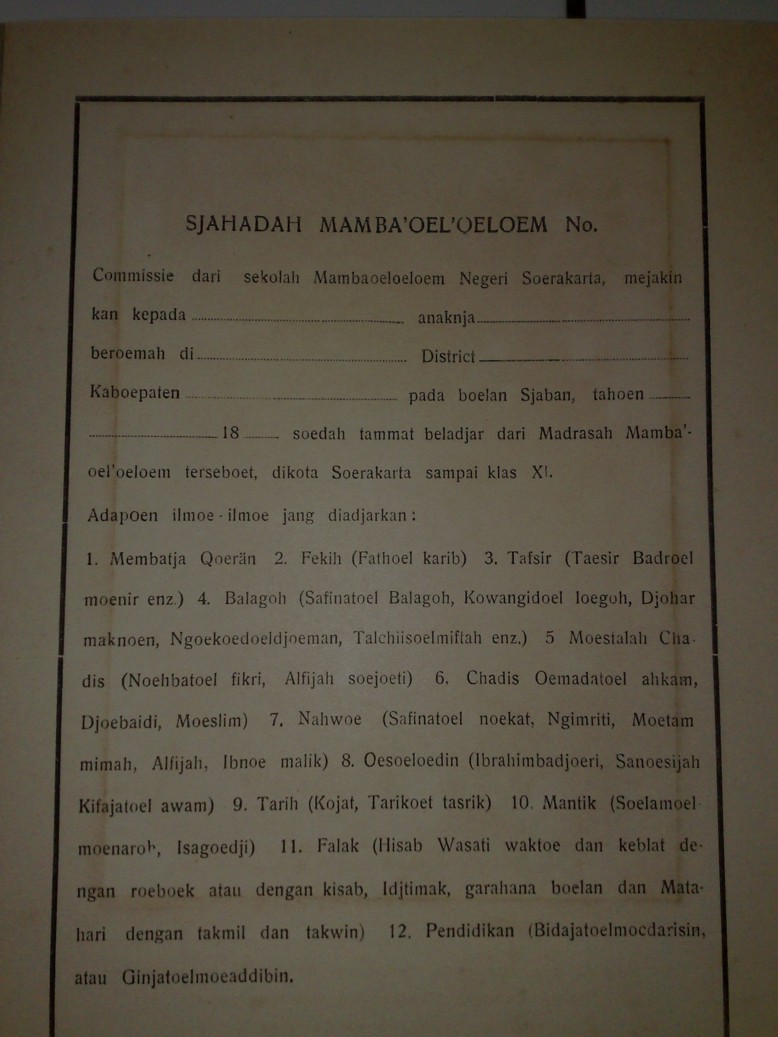 SJAHADAH MAMBA'OEL'OELOEM No.
Commissie dari sekolah Mambaoeloeloem Negeri Soerakarta, mejakin
kan kepada ........ anaknja ........
beroemah di ........ District ........
Kaboepaten ........ pada boelan Sjaban, tahoen ........
........ 18 ........ soedah tammat beladjar dari Madrasah Mamba'-
oel'oeloem terseboet, dikota Soerakarta sampai klas XI.
Adapoen ilmoe-ilmoe jang diadjarkan :
1. Membatja Qoerän 2. Fekih (Fathoel karib) 3. Tafsir (Taesir Badroel
moenir enz.) 4. Balagoh (Safinatoel Balagoh, Kowangidoel loegoh, Djohar
maknoen, Ngoekoedoeldjoeman, Talchiisoelmiftah enz.) 5 Moestalah Cha-
dis (Noehbatoel fikri, Alfijah soejoeti) 6. Chadis Oemadatoel ahkam,
Djoebaidi, Moeslim) 7. Nahwoe (Safinatoel noekat, Ngimriti, Moetam
mimah, Alfijah, Ibnoe malik) 8. Oesoeloedin (Ibrahimbadjoeri, Sanoesijah
Kifajatoel awam) 9. Tarih (Kojat, Tarikoet tasrik) 10. Mantik (Soelamoel-
moenarob, Isagoedji) 11. Falak (Hisab Wasati waktoe dan keblat de-
ngan roeboek atau dengan kisab, Idjtimak, garahana boelan dan Mata-
hari dengan takmil dan takwin) 12. Pendidikan (Bidajatoelmoedarisin,
atau Ginjatoelmoeaddibin.